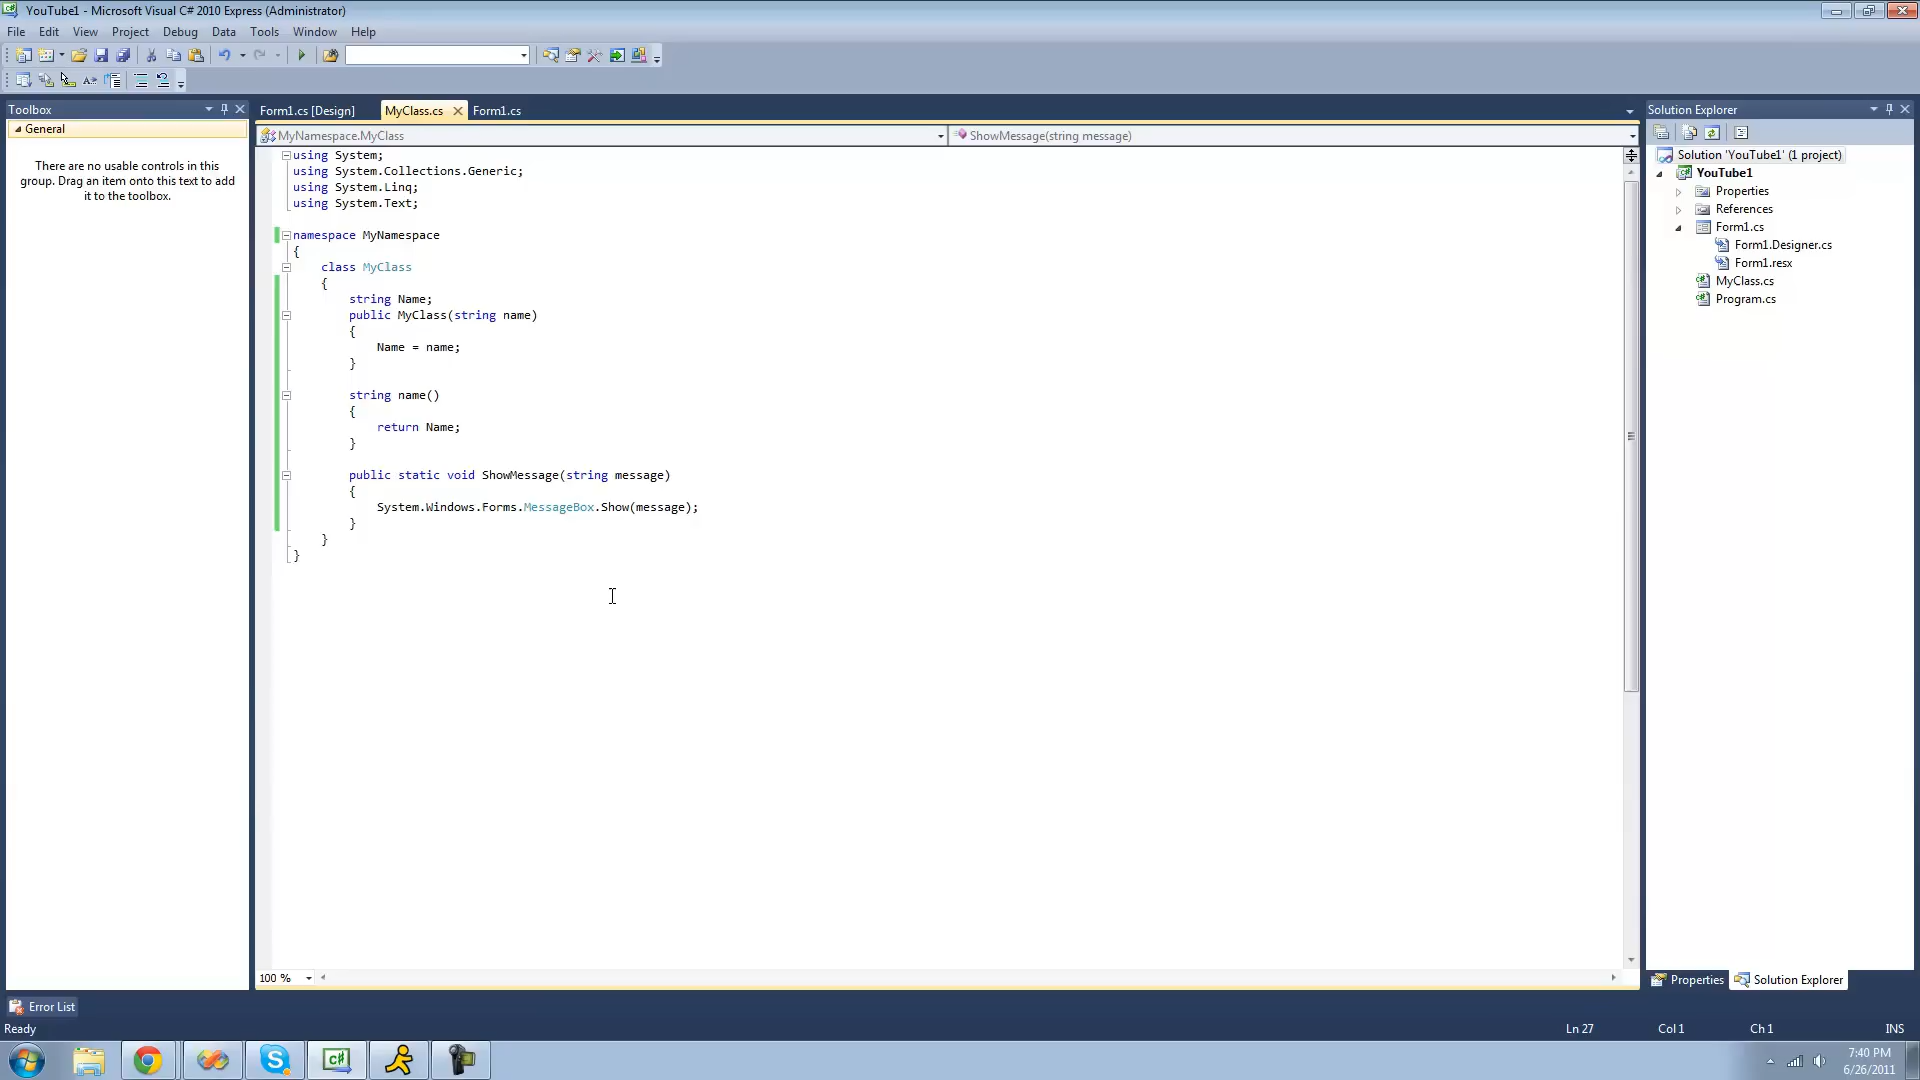 YouTube1 - Microsoft Visual C# 2010 Express (Administrator)
File Edit View Project Debug Data Tools Window Help
Toolbox
General
There are no usable controls in this
group. Drag an item onto this text to add
it to the toolbox.
Form1.cs [Design] MyClass.cs Form1.cs
MyNamespace.MyClass ShowMessage(string message)
using System;
using System.Collections.Generic;
using System.Linq;
using System.Text;
namespace MyNamespace
{
class MyClass
{
string Name;
public MyClass(string name)
{
Name = name;
}
string name()
{
return Name;
}
public static void ShowMessage(string message)
{
System.Windows.Forms.MessageBox.Show(message);
}
}
}
100 %
Solution Explorer
Solution 'YouTube1' (1 project)
YouTube1
Properties
References
Form1.cs
Form1.Designer.cs
Form1.resx
MyClass.cs
Program.cs
Properties Solution Explorer
Error List
Ready Ln 27 Col 1 Ch 1 INS
7:40 PM
6/26/2011